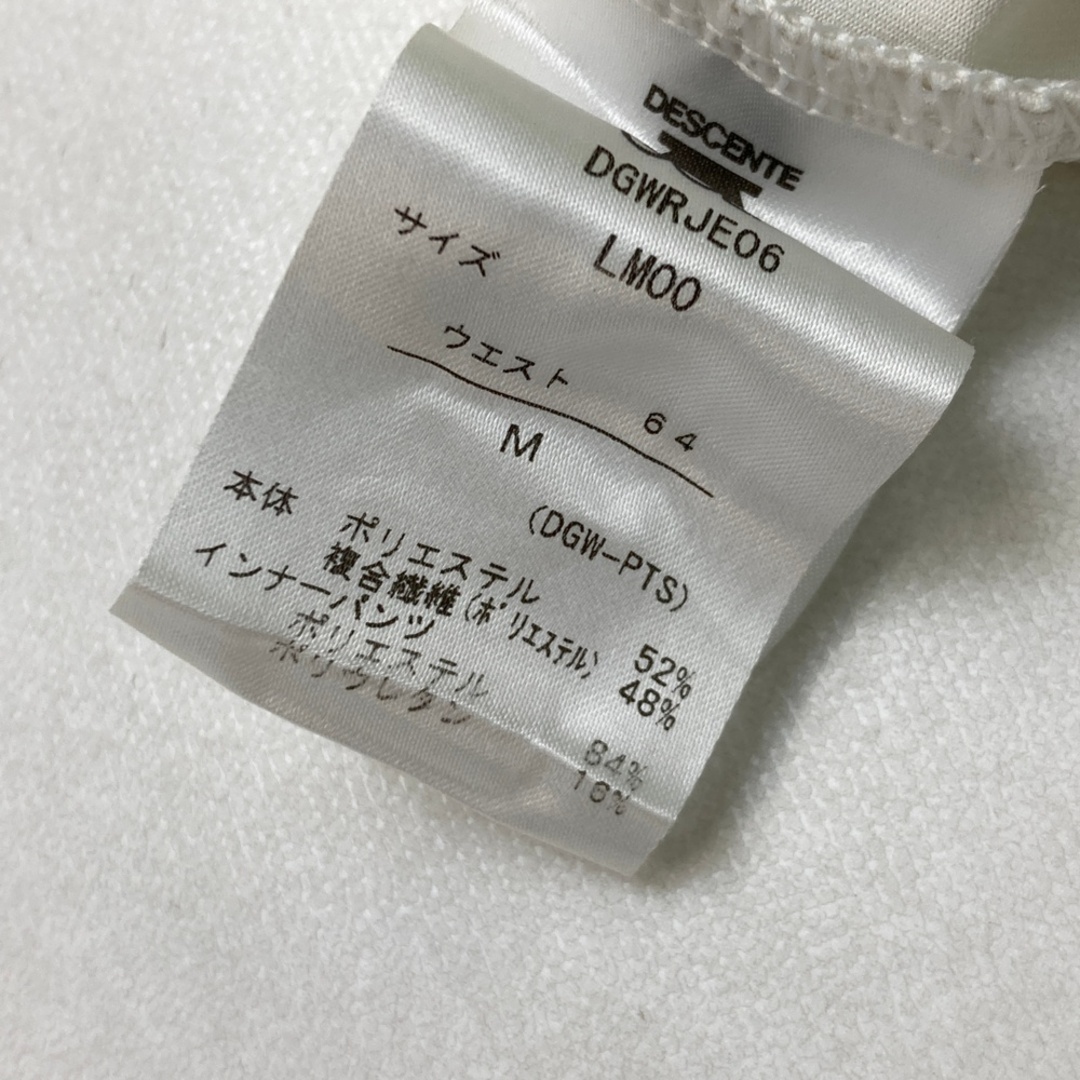 DESCENTE
DGWRJE06
LM00
サイズ
ウエスト 64
M
(DGW-PTS)
本体 ポリエステル 52%
複合繊維(ポリエステル) 48%
インナーパンツ
ポリエステル 84%
ポリウレタン 16%